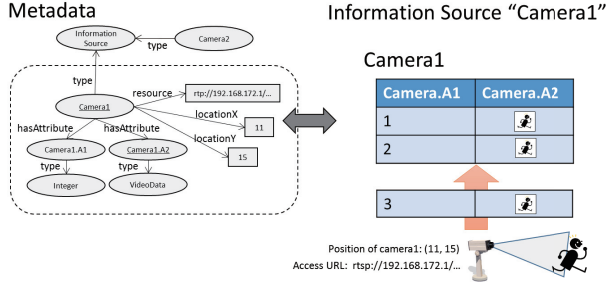 Metadata
Information
Source
type
Camera2
type
Camera1
resource
rtp://192.168.172.1/...
locationX
11
hasAttribute
hasAttribute
locationY
15
Camera1.A1
Camera1.A2
type
type
Integer
VideoData
Information Source “Camera1”
Camera1
Camera.A1 Camera.A2
1
2
3
Position of camera1: (11, 15)
Access URL: rtsp://192.168.172.1/...